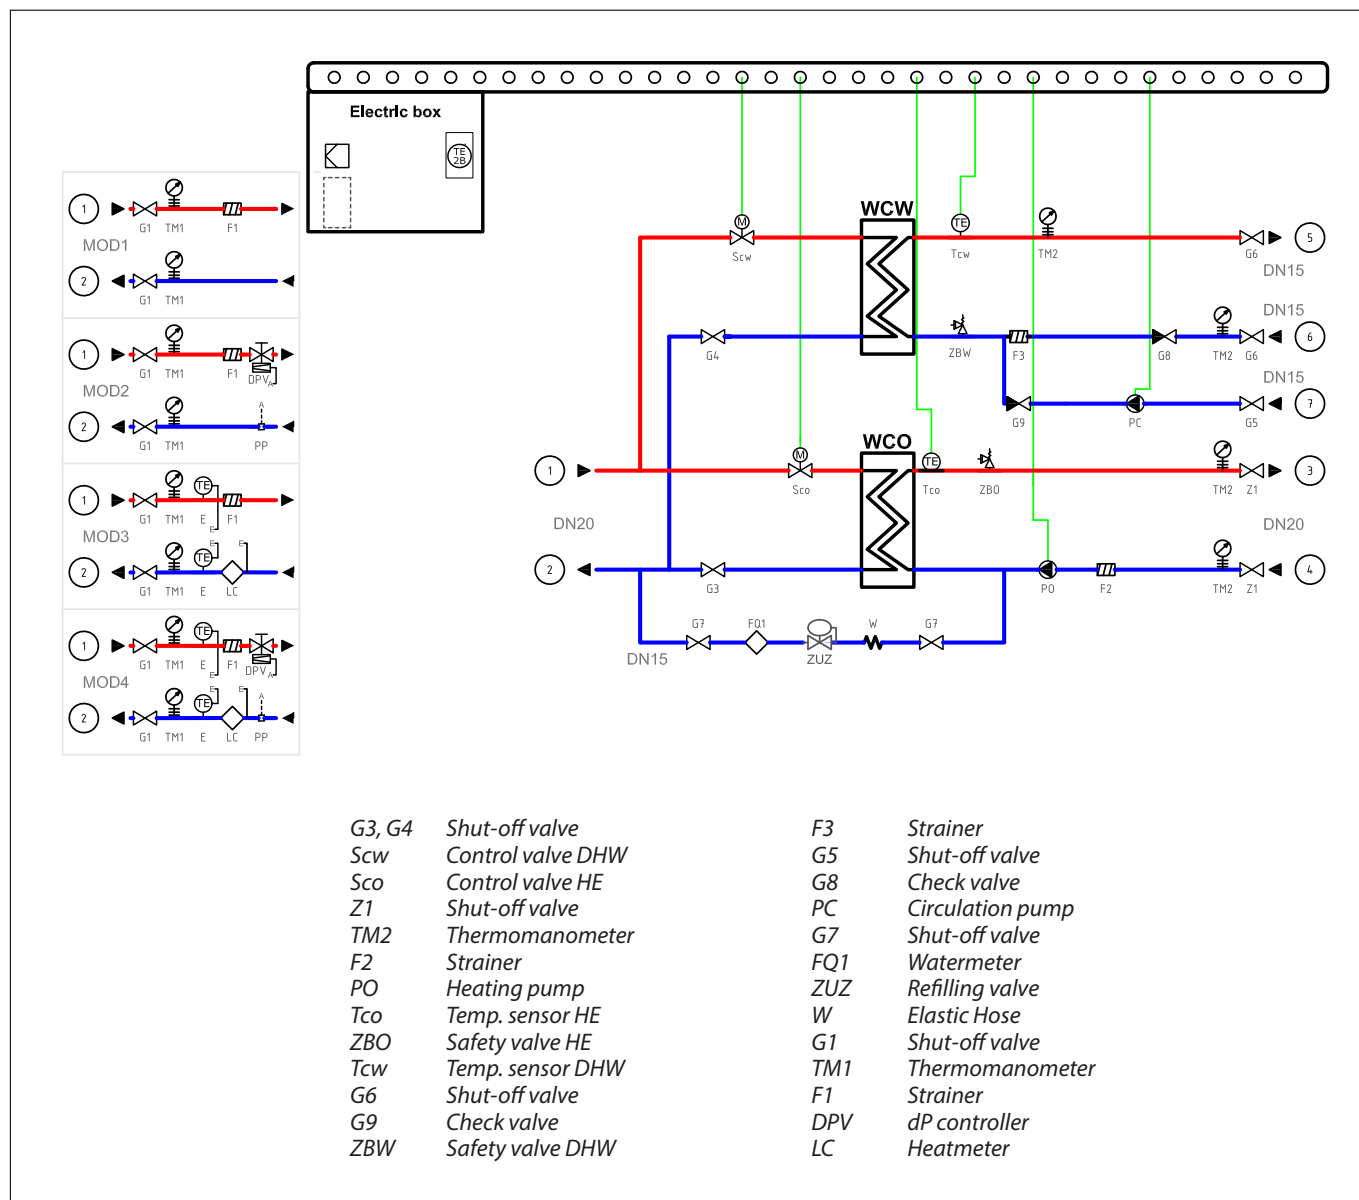 Electric box
TE
2B
1
G1 TM1 F1
MOD1
2
G1 TM1
1
G1 TM1 F1 DPV A
MOD2
A
2
G1 TM1 PP
1
TE
G1 TM1 E F1
E
MOD3
E E
TE
2
G1 TM1 E LC
1
TE
G1 TM1 E F1 DPV A
E
MOD4
E E A
TE
2
G1 TM1 E LC PP
WCW
M
TE
Scw Tcw TM2 G6
5
DN15
DN15
G4 ZBW F3 G8 TM2 G6
6
DN15
G9 PC G5
7
WCO
1
M
TE
Sco Tco ZBO TM2 Z1
3
DN20
DN20
2
G3 PO F2 TM2 Z1
4
G7 FQ1 W G7
DN15
ZUZ
G3, G4 Shut-off valve
Scw Control valve DHW
Sco Control valve HE
Z1 Shut-off valve
TM2 Thermomanometer
F2 Strainer
PO Heating pump
Tco Temp. sensor HE
ZBO Safety valve HE
Tcw Temp. sensor DHW
G6 Shut-off valve
G9 Check valve
ZBW Safety valve DHW
F3 Strainer
G5 Shut-off valve
G8 Check valve
PC Circulation pump
G7 Shut-off valve
FQ1 Watermeter
ZUZ Refilling valve
W Elastic Hose
G1 Shut-off valve
TM1 Thermomanometer
F1 Strainer
DPV dP controller
LC Heatmeter